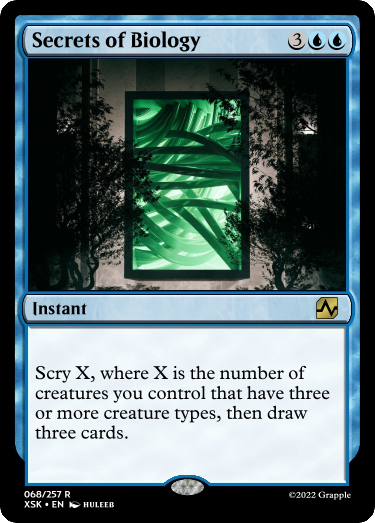 Secrets of Biology 3
Instant
Scry X, where X is the number of
creatures you control that have three
or more creature types, then draw
three cards.
068/257 R
XSK • EN HULEEB
©2022 Grapple